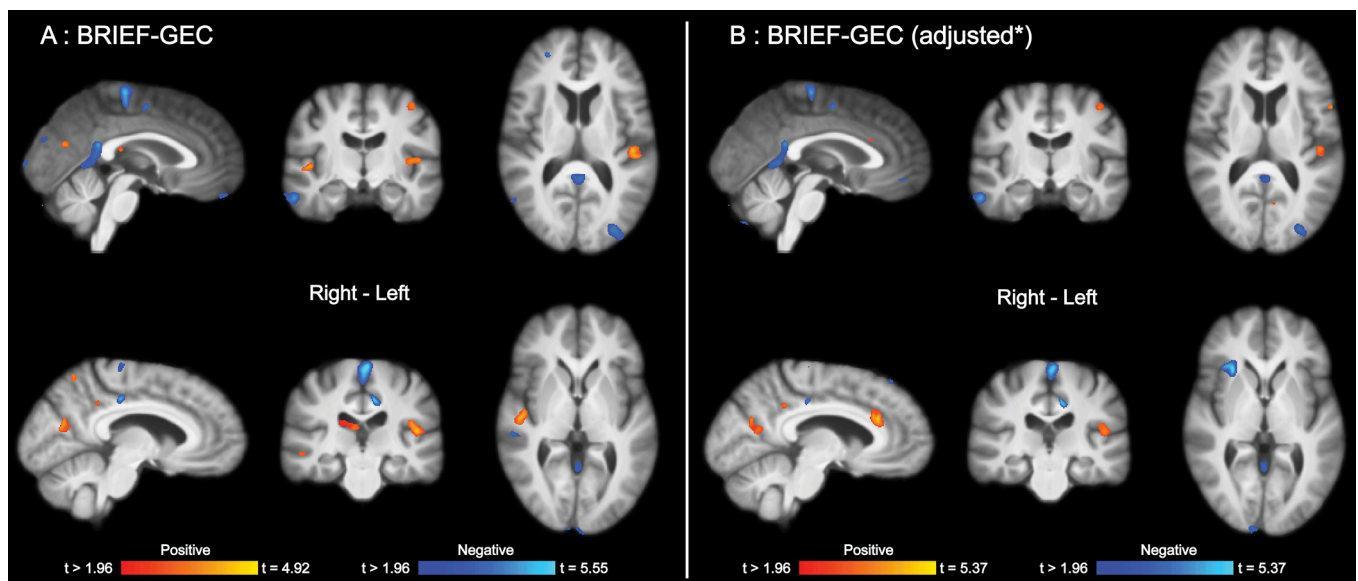 A : BRIEF-GEC
B : BRIEF-GEC (adjusted*)
Right - Left
Right - Left
Positive
Negative
t > 1.96 t = 4.92 t > 1.96 t = 5.55
Positive
Negative
t > 1.96 t = 5.37 t > 1.96 t = 5.37